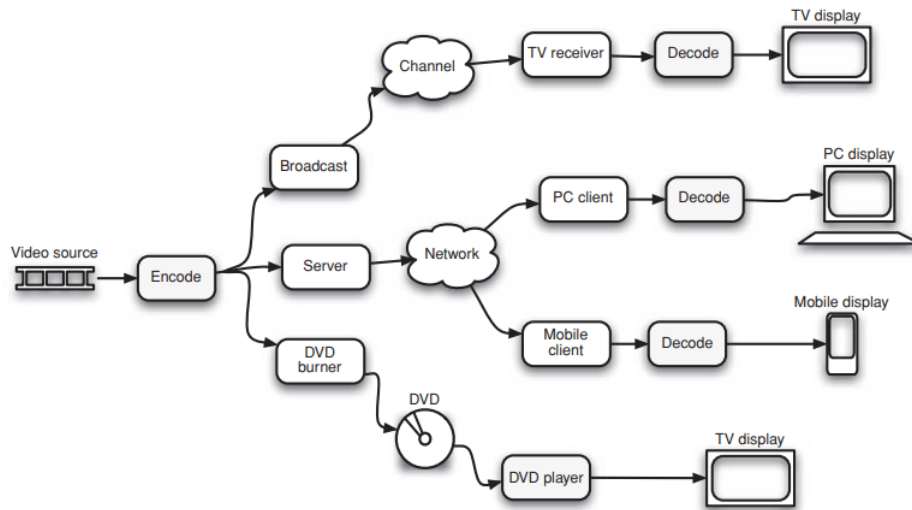 TV display
Channel
TV receiver
Decode
Broadcast
PC display
PC client
Decode
Video source
Encode
Server
Network
Mobile display
Mobile
client
Decode
DVD
burner
DVD
TV display
DVD player